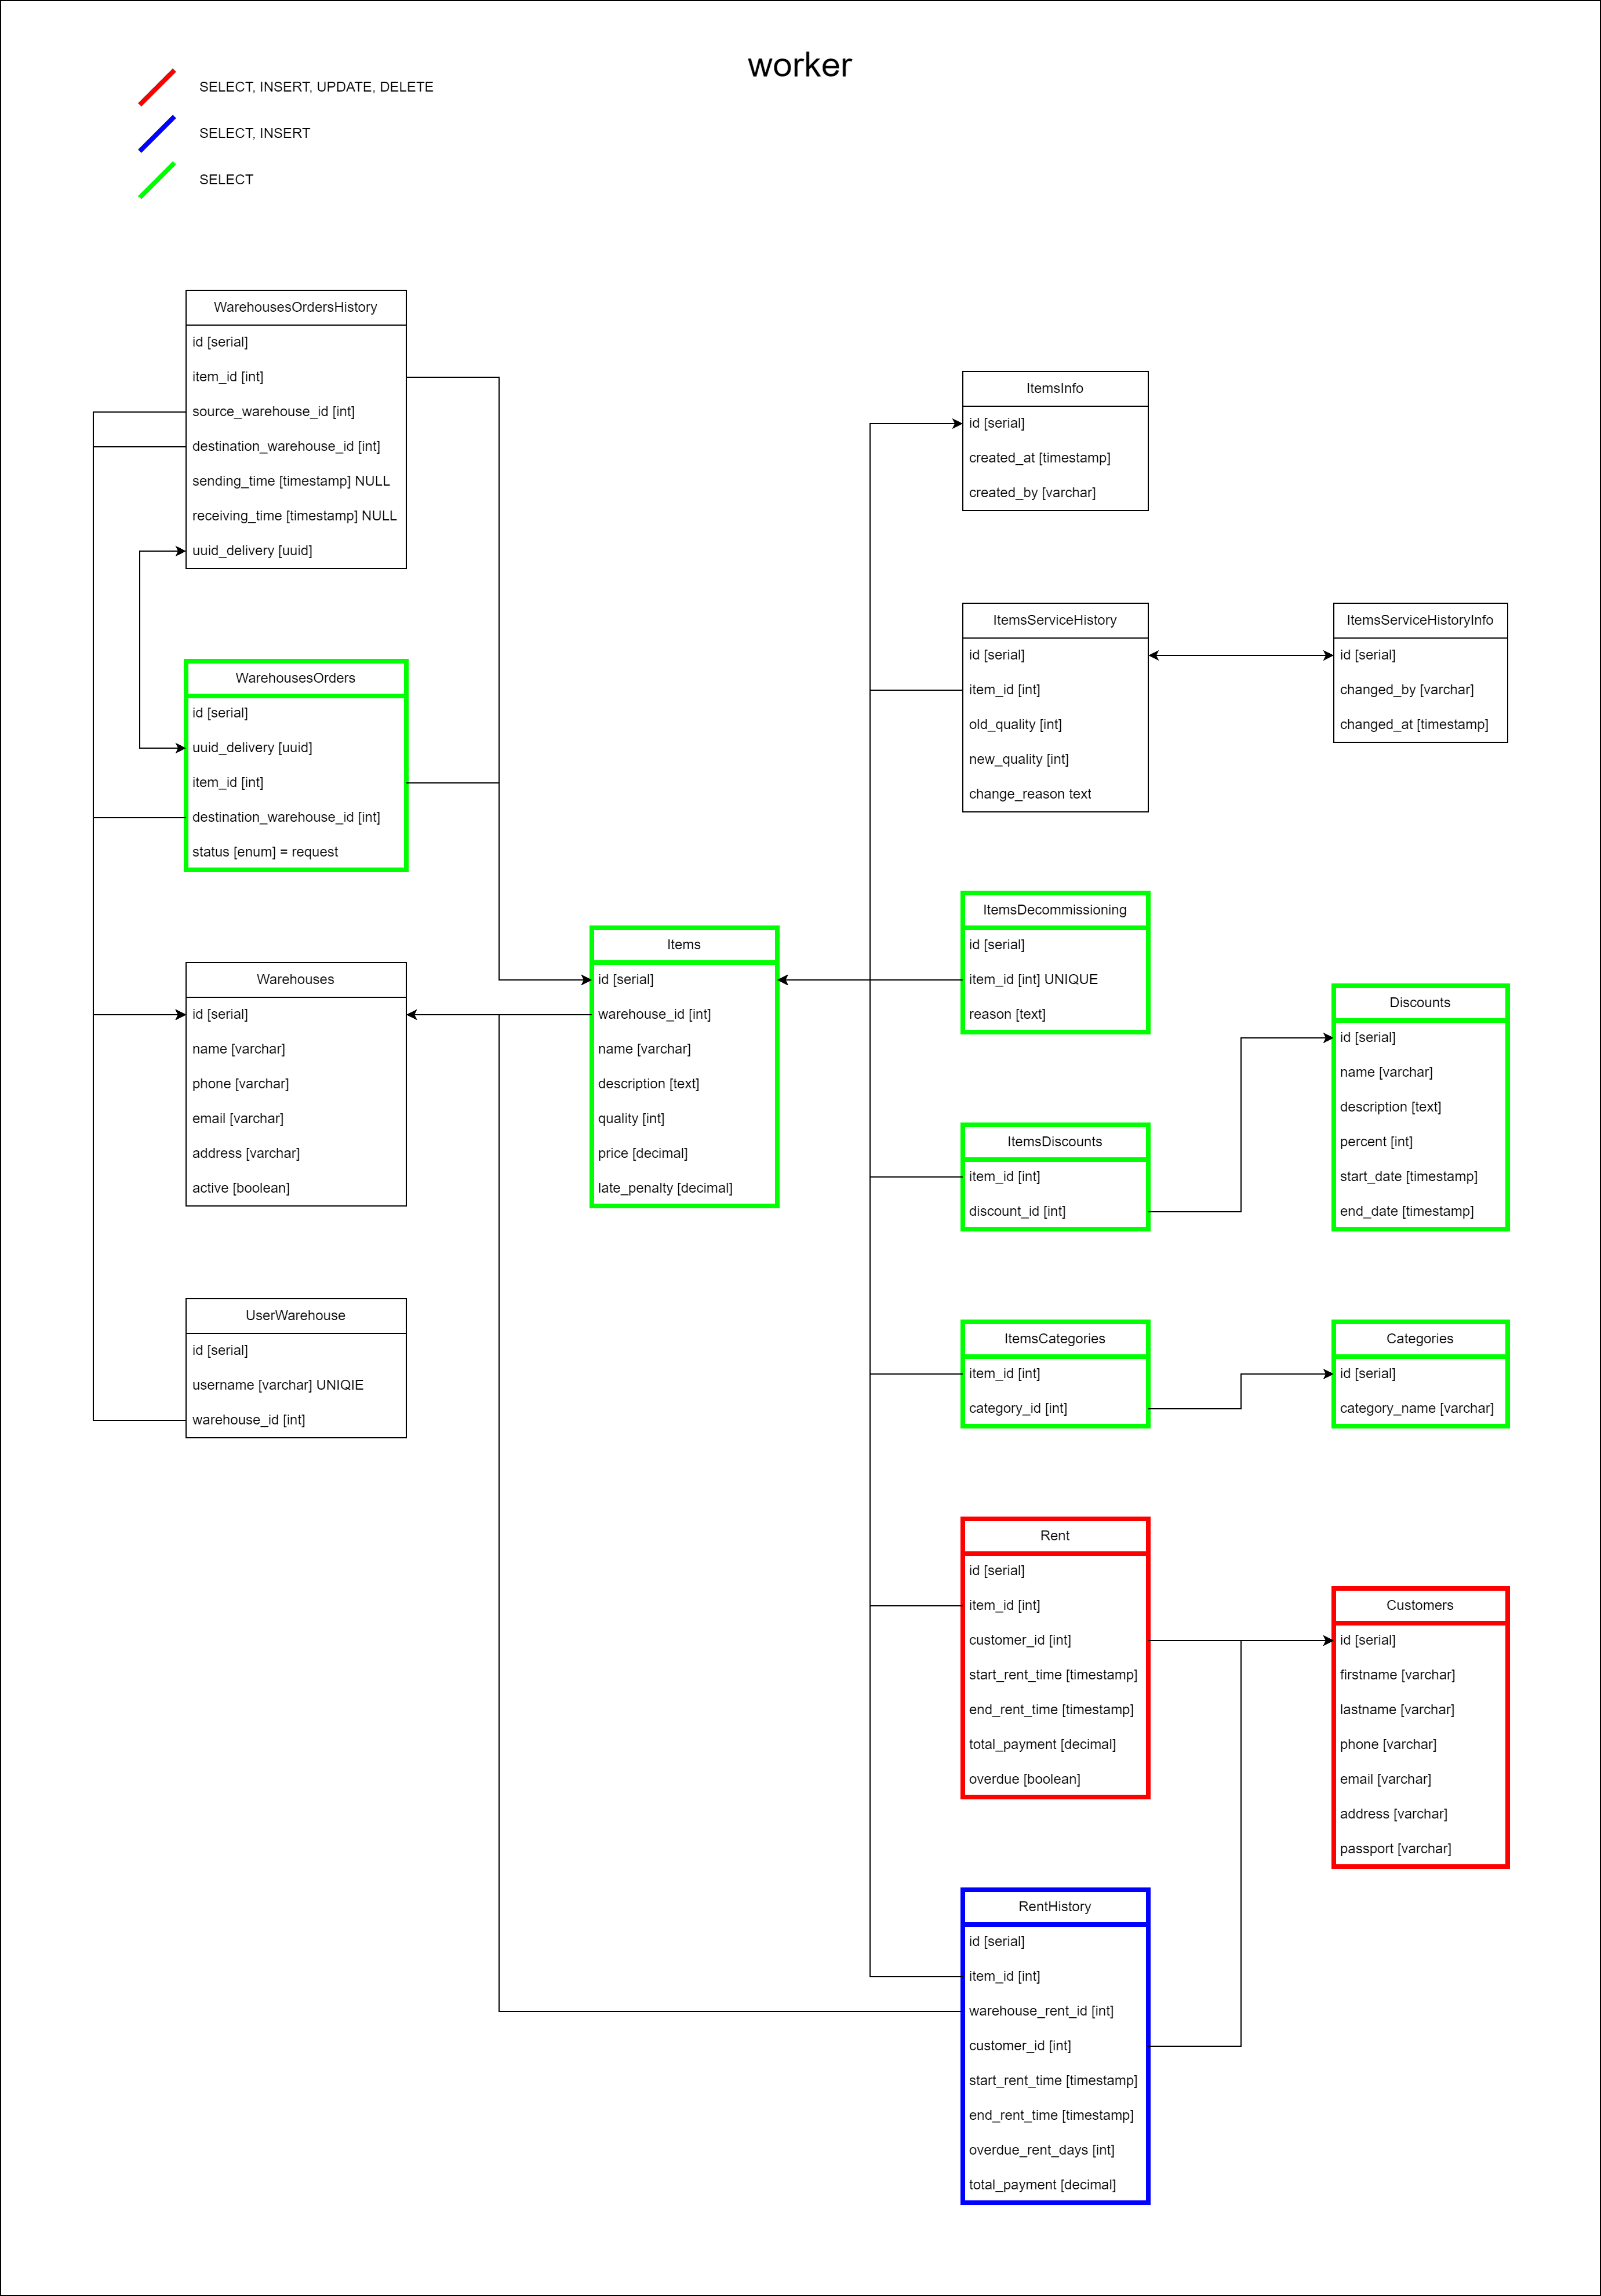 worker
SELECT, INSERT, UPDATE, DELETE
SELECT, INSERT
SELECT
WarehousesOrdersHistory
id [serial]
item_id [int]
source_warehouse_id [int]
destination_warehouse_id [int]
sending_time [timestamp] NULL
receiving_time [timestamp] NULL
uuid_delivery [uuid]
WarehousesOrders
id [serial]
uuid_delivery [uuid]
item_id [int]
destination_warehouse_id [int]
status [enum] = request
Warehouses
id [serial]
name [varchar]
phone [varchar]
email [varchar]
address [varchar]
active [boolean]
UserWarehouse
id [serial]
username [varchar] UNIQIE
warehouse_id [int]
Items
id [serial]
warehouse_id [int]
name [varchar]
description [text]
quality [int]
price [decimal]
late_penalty [decimal]
ItemsInfo
id [serial]
created_at [timestamp]
created_by [varchar]
ItemsServiceHistory
id [serial]
item_id [int]
old_quality [int]
new_quality [int]
change_reason text
ItemsServiceHistoryInfo
id [serial]
changed_by [varchar]
changed_at [timestamp]
ItemsDecommissioning
id [serial]
item_id [int] UNIQUE
reason [text]
Discounts
id [serial]
name [varchar]
description [text]
percent [int]
start_date [timestamp]
end_date [timestamp]
ItemsDiscounts
item_id [int]
discount_id [int]
ItemsCategories
item_id [int]
category_id [int]
Categories
id [serial]
category_name [varchar]
Rent
id [serial]
item_id [int]
customer_id [int]
start_rent_time [timestamp]
end_rent_time [timestamp]
total_payment [decimal]
overdue [boolean]
Customers
id [serial]
firstname [varchar]
lastname [varchar]
phone [varchar]
email [varchar]
address [varchar]
passport [varchar]
RentHistory
id [serial]
item_id [int]
warehouse_rent_id [int]
customer_id [int]
start_rent_time [timestamp]
end_rent_time [timestamp]
overdue_rent_days [int]
total_payment [decimal]